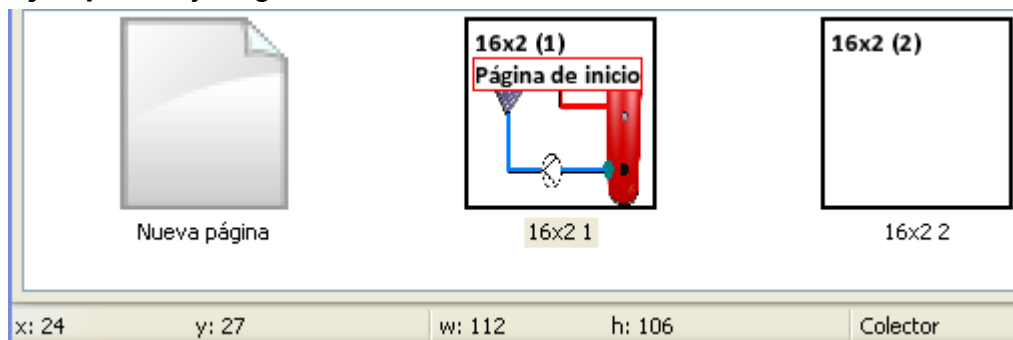 16x2 (1)
Página de inicio
16x2 (2)
Nueva página
16x2 1
16x2 2
x: 24 y: 27 w: 112 h: 106 Colector